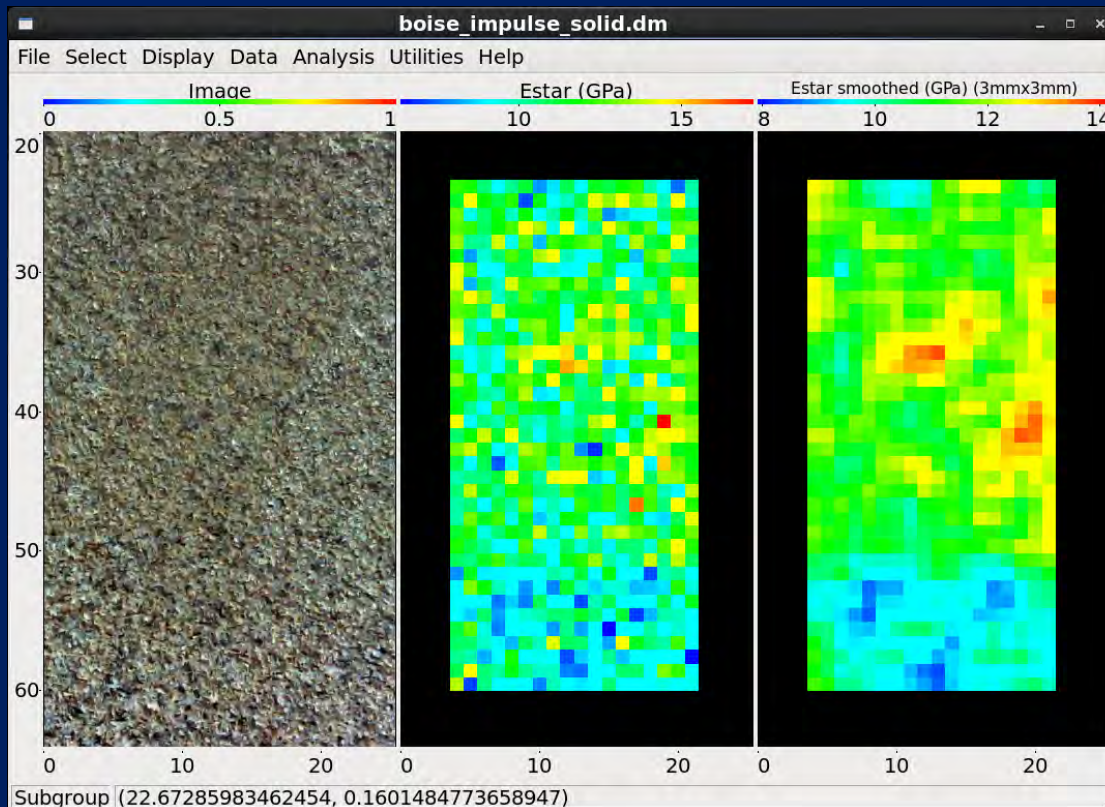 boise_impulse_solid.dm
File Select Display Data Analysis Utilities Help
Image Estar (GPa) Estar smoothed (GPa) (3mmx3mm)
0 0.5 1 10 15 8 10 12 14
20
30
40
50
60
0 10 20 0 10 20 0 10 20
Subgroup (22.67285983462454, 0.1601484773658947)